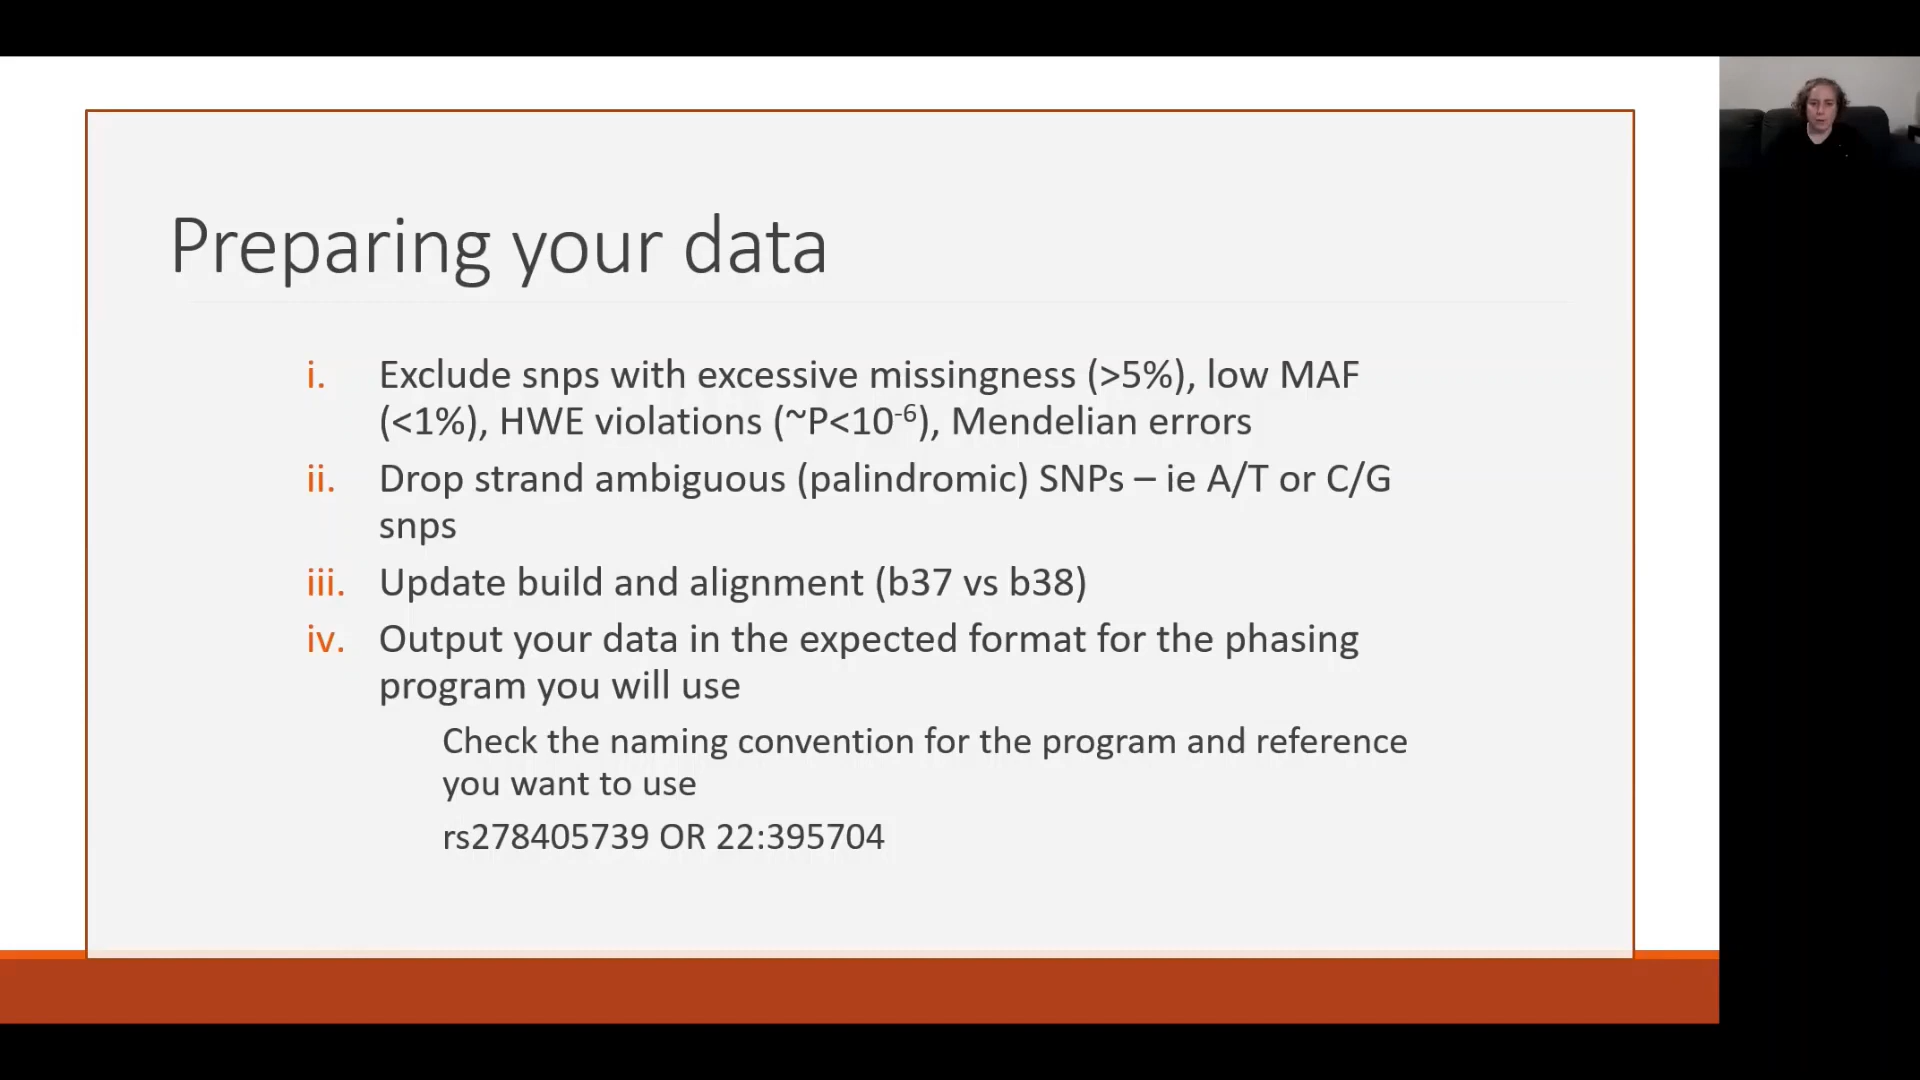 Preparing your data
i. Exclude snps with excessive missingness (>5%), low MAF
(<1%), HWE violations (~P<10⁻⁶), Mendelian errors
ii. Drop strand ambiguous (palindromic) SNPs – ie A/T or C/G
snps
iii. Update build and alignment (b37 vs b38)
iv. Output your data in the expected format for the phasing
program you will use
Check the naming convention for the program and reference
you want to use
rs278405739 OR 22:395704